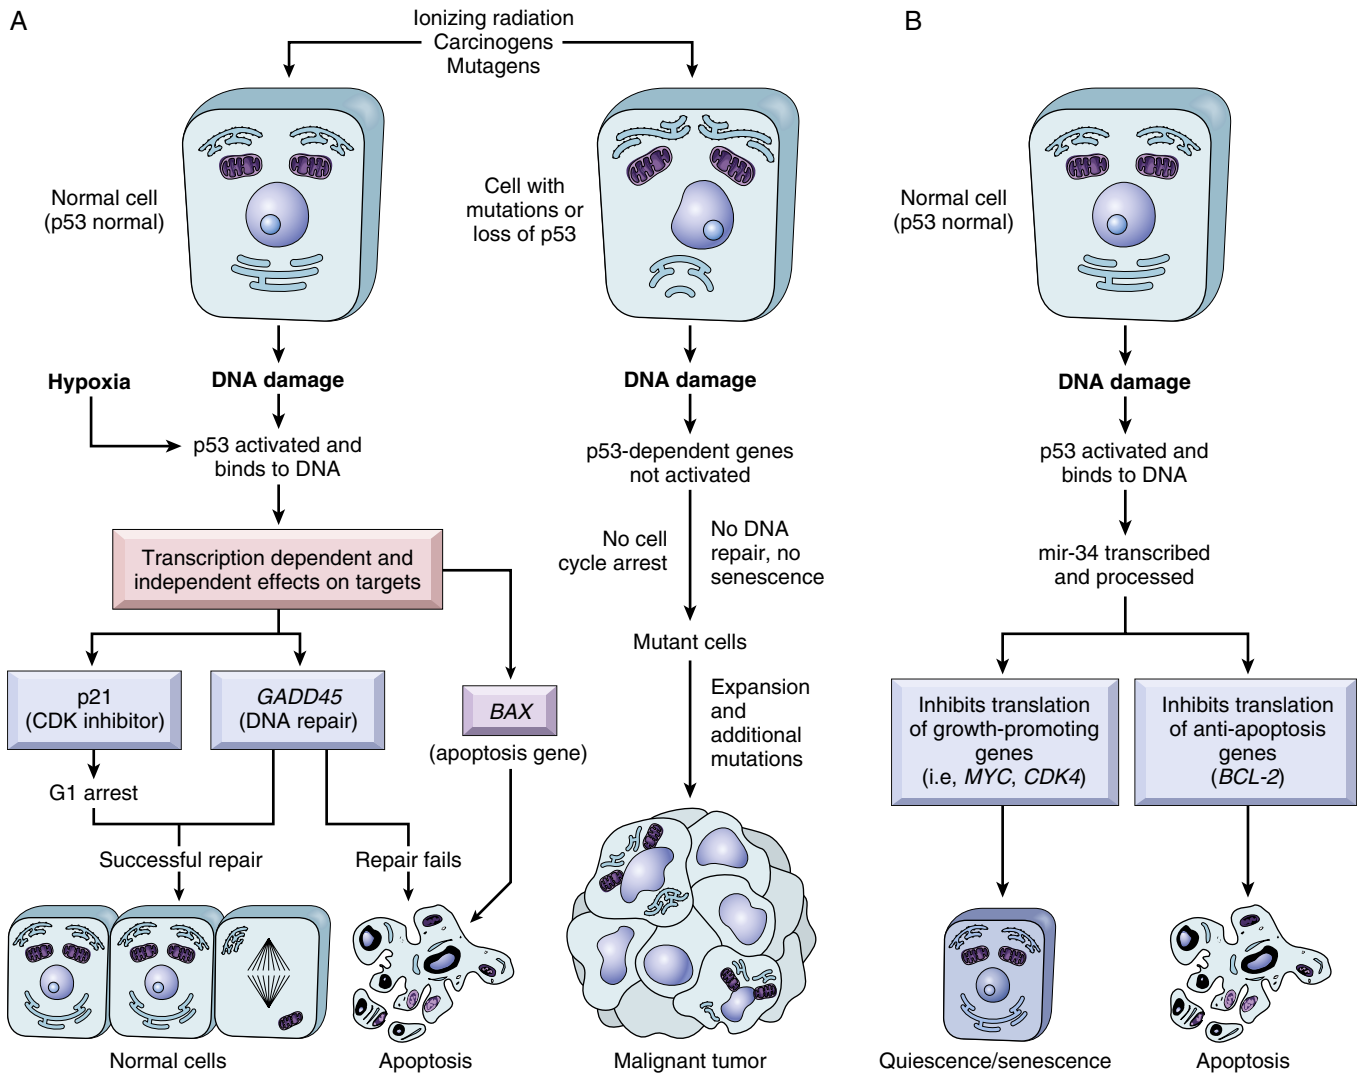 A
Ionizing radiation
Carcinogens
Mutagens
Normal cell
(p53 normal)
Cell with
mutations or
loss of p53
Hypoxia
DNA damage
p53 activated and
binds to DNA
Transcription dependent and
independent effects on targets
p21
(CDK inhibitor)
GADD45
(DNA repair)
BAX
(apoptosis gene)
G1 arrest
Successful repair
Repair fails
Normal cells
Apoptosis
DNA damage
p53-dependent genes
not activated
No cell
cycle arrest
No DNA
repair, no
senescence
Mutant cells
Expansion
and
additional
mutations
Malignant tumor
B
Normal cell
(p53 normal)
DNA damage
p53 activated and
binds to DNA
mir-34 transcribed
and processed
Inhibits translation
of growth-promoting
genes
(i.e, MYC, CDK4)
Inhibits translation
of anti-apoptosis
genes
(BCL-2)
Quiescence/senescence
Apoptosis